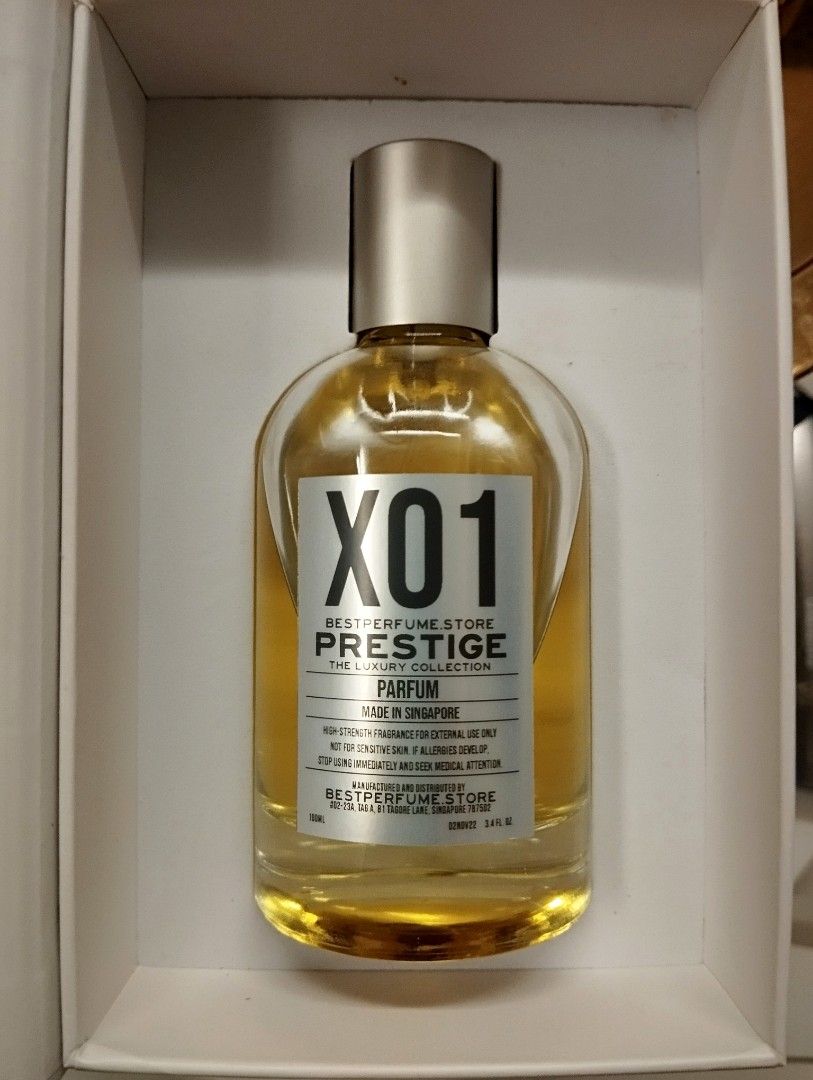 X01
BESTPERFUME.STORE
PRESTIGE
THE LUXURY COLLECTION
PARFUM
MADE IN SINGAPORE
HIGH-STRENGTH FRAGRANCE FOR EXTERNAL USE ONLY
NOT FOR SENSITIVE SKIN. IF ALLERGIES DEVELOP,
STOP USING IMMEDIATELY AND SEEK MEDICAL ATTENTION.
MANUFACTURED AND DISTRIBUTED BY
BESTPERFUME.STORE
#02-23A, TAG A, 81 TAGORE LANE, SINGAPORE 787502
100ML 02NOV22 3.4 FL. OZ.